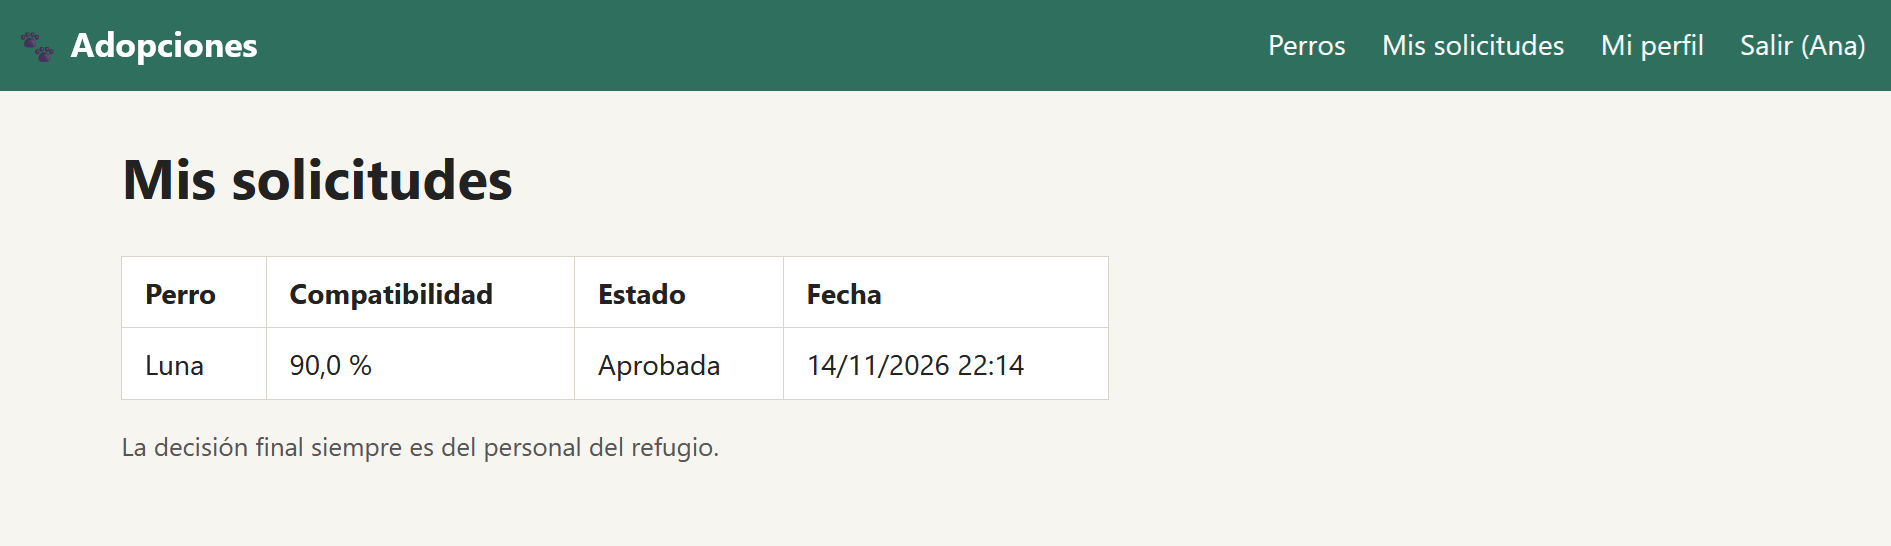 Adopciones
Perros Mis solicitudes Mi perfil Salir (Ana)
Mis solicitudes
Perro Compatibilidad Estado Fecha
Luna 90,0 % Aprobada 14/11/2026 22:14
La decisión final siempre es del personal del refugio.